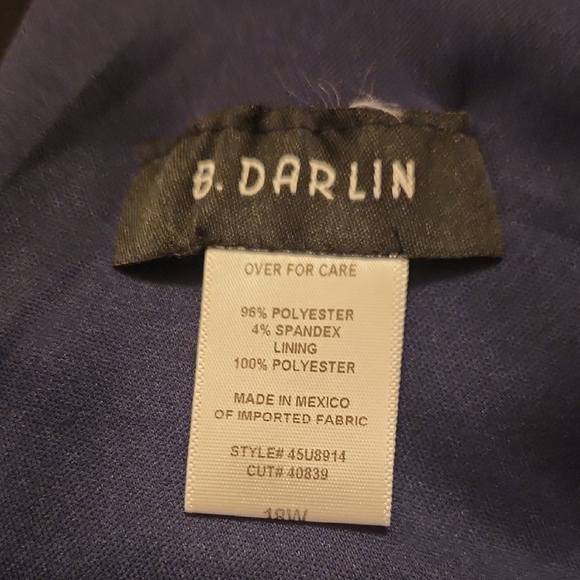 B. DARLIN
OVER FOR CARE
96% POLYESTER
4% SPANDEX
LINING
100% POLYESTER
MADE IN MEXICO
OF IMPORTED FABRIC
STYLE# 45U8914
CUT# 40839
18W